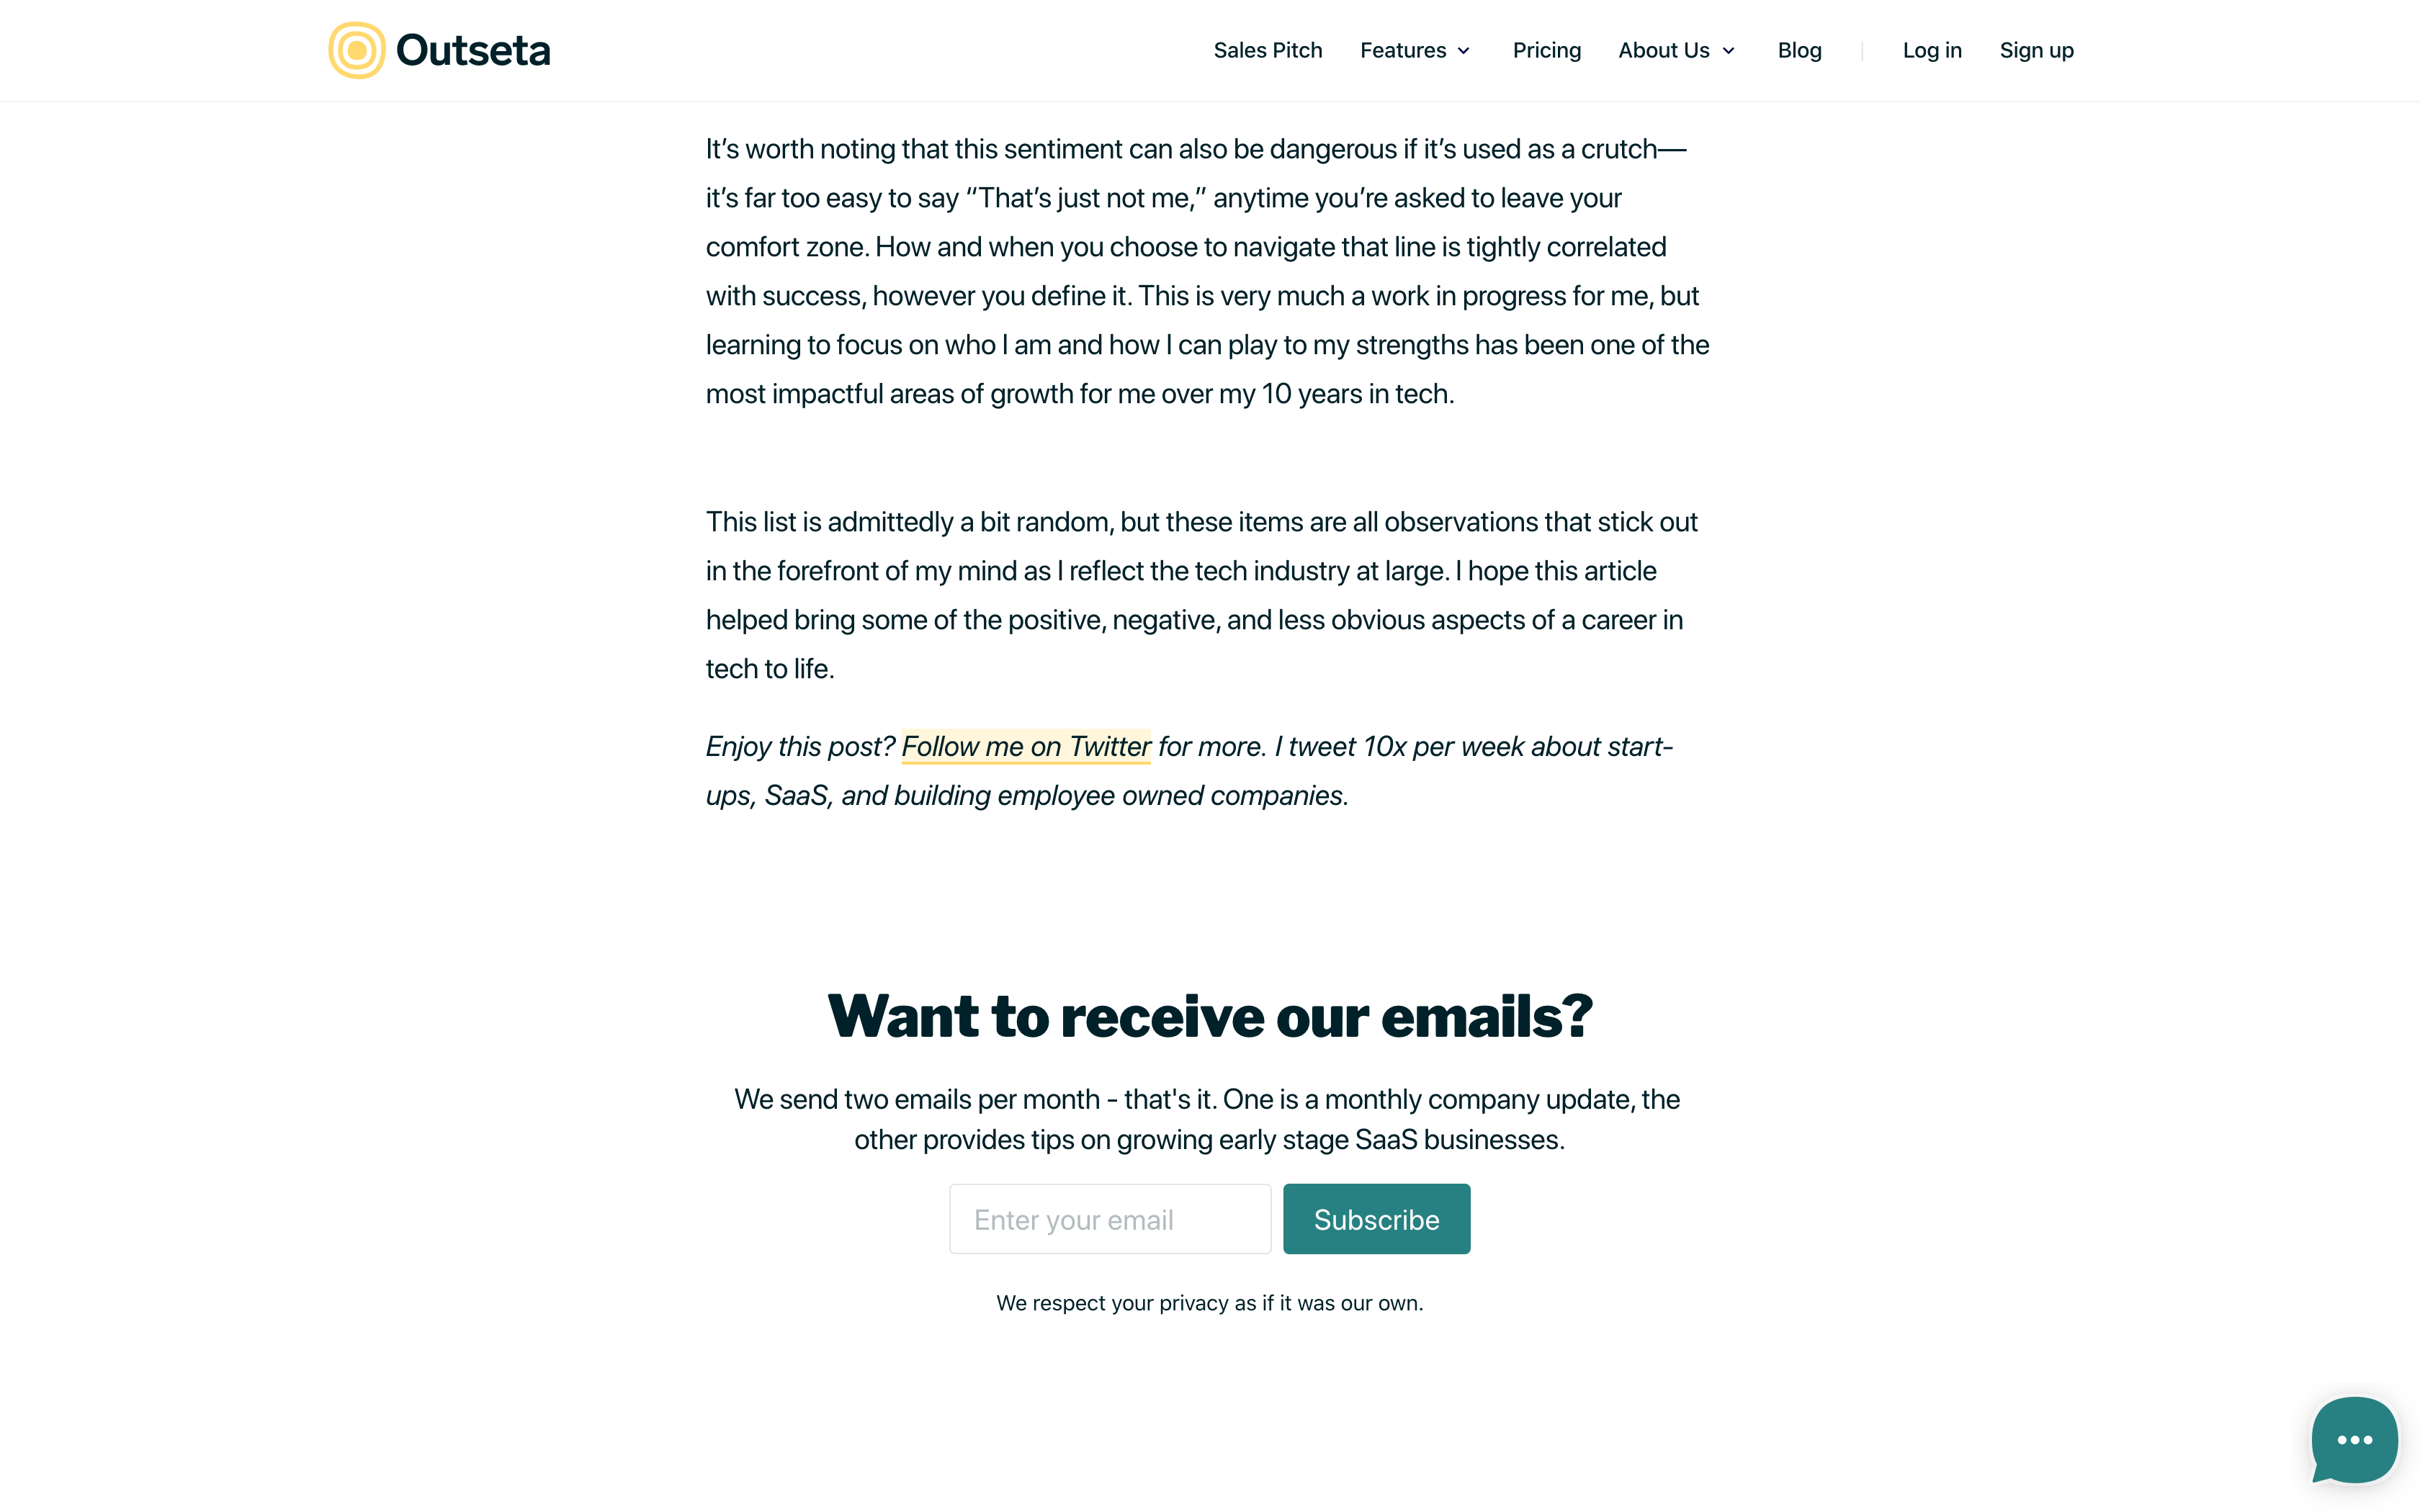 Outseta
Sales Pitch Features Pricing About Us Blog Log in Sign up
It’s worth noting that this sentiment can also be dangerous if it’s used as a crutch—
it’s far too easy to say “That’s just not me,” anytime you’re asked to leave your
comfort zone. How and when you choose to navigate that line is tightly correlated
with success, however you define it. This is very much a work in progress for me, but
learning to focus on who I am and how I can play to my strengths has been one of the
most impactful areas of growth for me over my 10 years in tech.
This list is admittedly a bit random, but these items are all observations that stick out
in the forefront of my mind as I reflect the tech industry at large. I hope this article
helped bring some of the positive, negative, and less obvious aspects of a career in
tech to life.
Enjoy this post? Follow me on Twitter for more. I tweet 10x per week about start-
ups, SaaS, and building employee owned companies.
Want to receive our emails?
We send two emails per month - that's it. One is a monthly company update, the
other provides tips on growing early stage SaaS businesses.
Enter your email Subscribe
We respect your privacy as if it was our own.